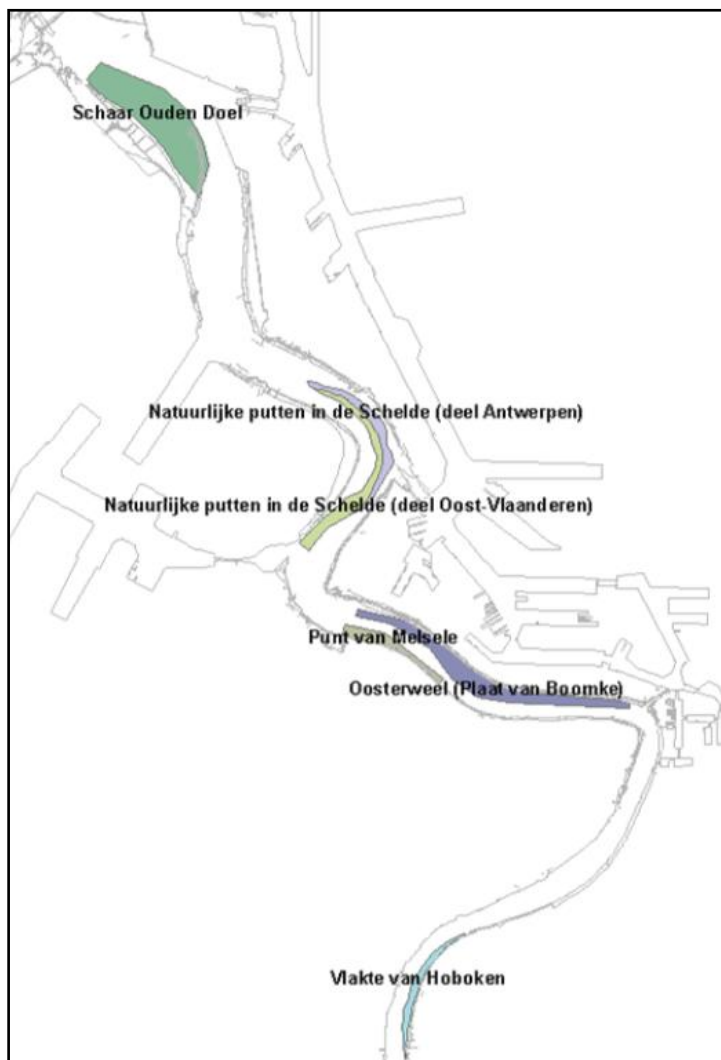 Schaar Ouden Doel
Natuurlijke putten in de Schelde (deel Antwerpen)
Natuurlijke putten in de Schelde (deel Oost-Vlaanderen)
Punt van Melsele
Oosterweel (Plaat van Boomke)
Vlakte van Hoboken